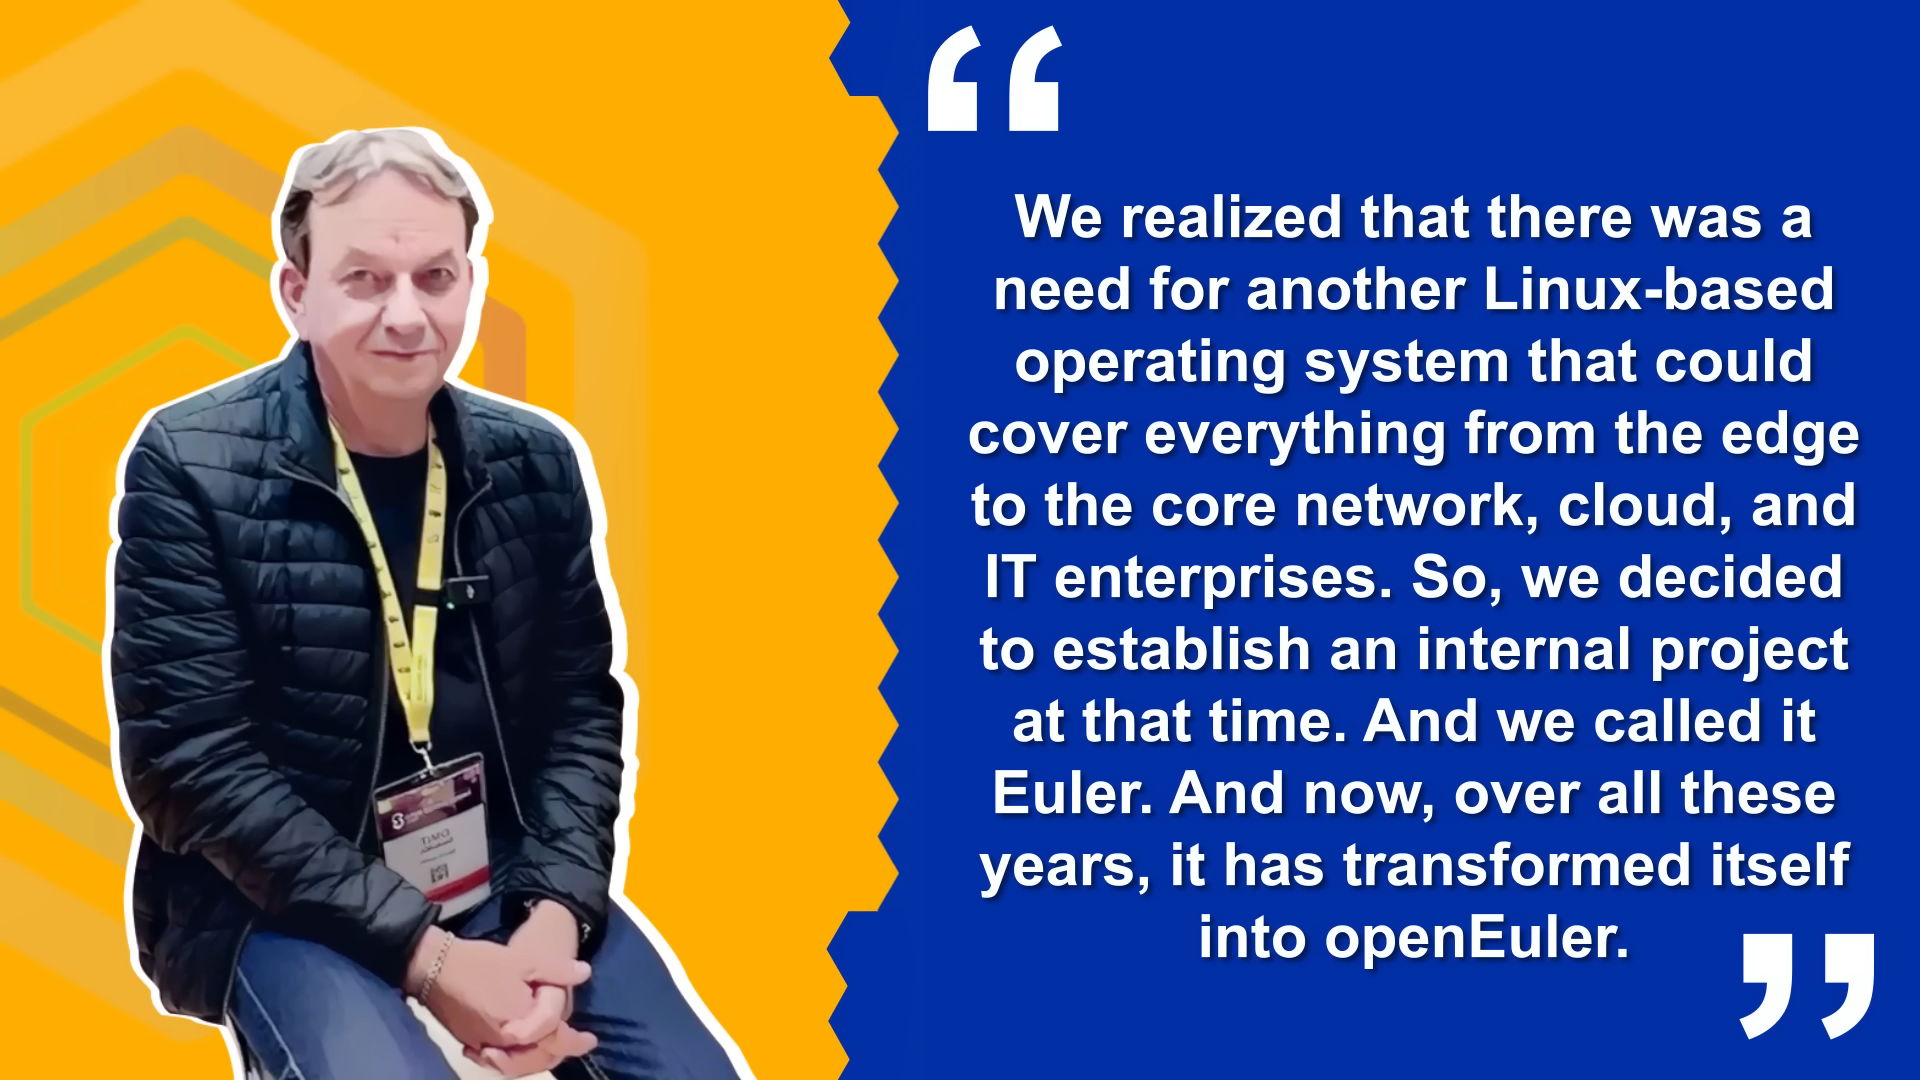 We realized that there was a
need for another Linux-based
operating system that could
cover everything from the edge
to the core network, cloud, and
IT enterprises. So, we decided
to establish an internal project
at that time. And we called it
Euler. And now, over all these
years, it has transformed itself
into openEuler.
TIMO